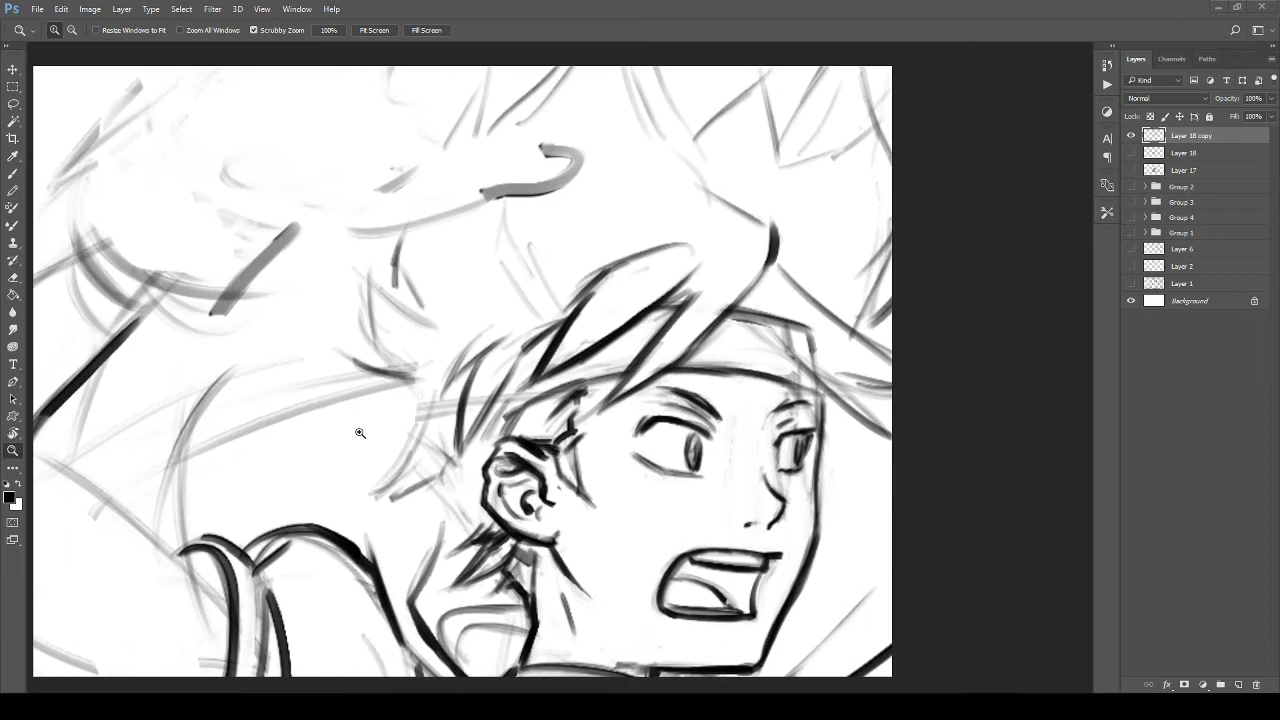 Ps File Edit Image Layer Type Select Filter 3D View Window Help
Resize Windows to Fit Zoom All Windows Scrubby Zoom 100% Fit Screen Fill Screen
Layers Channels Paths
Kind
Normal Opacity: 100%
Lock: Fill: 100%
Layer 18 copy
Layer 18
Layer 17
Group 2
Group 3
Group 4
Group 1
Layer 6
Layer 2
Layer 1
Background